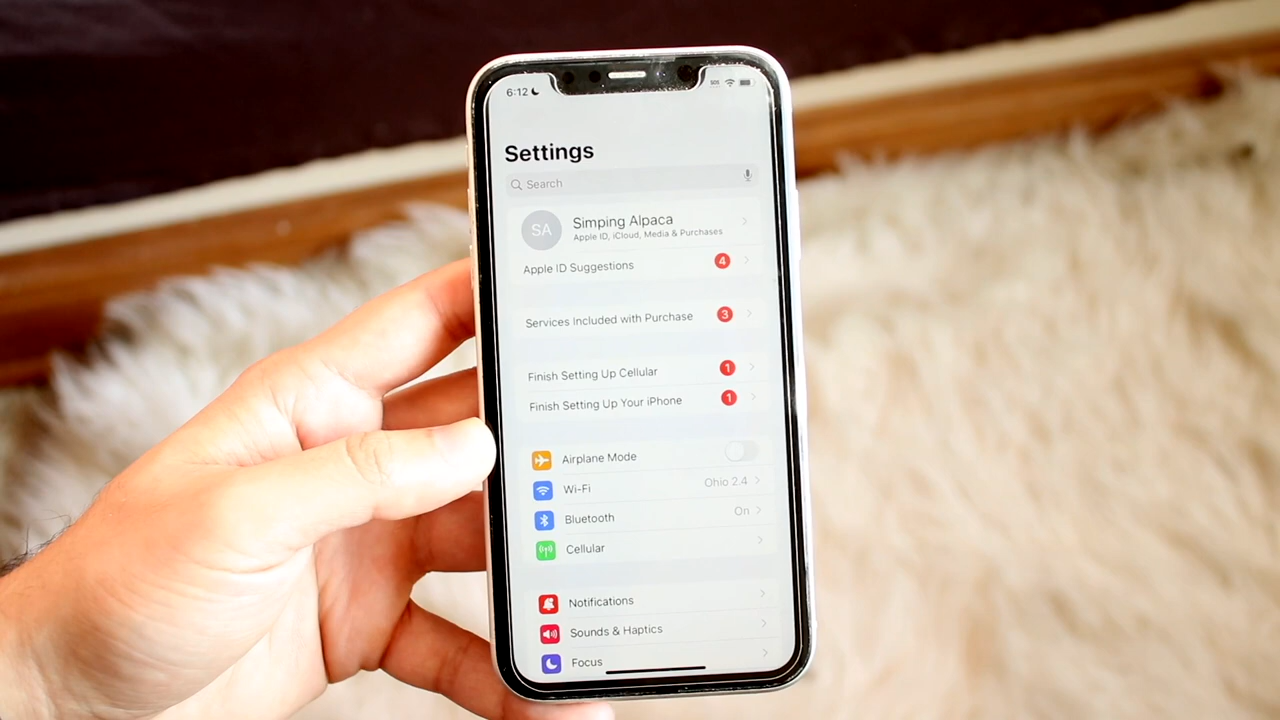 6:12
SOS
Settings
Search
SA
Simping Alpaca
Apple ID, iCloud, Media & Purchases
Apple ID Suggestions 4
Services Included with Purchase 3
Finish Setting Up Cellular 1
Finish Setting Up Your iPhone 1
Airplane Mode
Wi-Fi Ohio 2.4
Bluetooth On
Cellular
Notifications
Sounds & Haptics
Focus